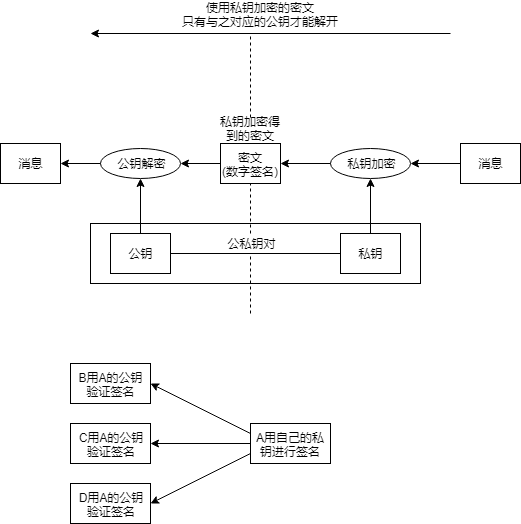 使用私钥加密的密文
只有与之对应的公钥才能解开
私钥加密得
到的密文
消息
公钥解密
密文
(数字签名)
私钥加密
消息
公钥
公私钥对
私钥
B用A的公钥
验证签名
C用A的公钥
验证签名
A用自己的私
钥进行签名
D用A的公钥
验证签名